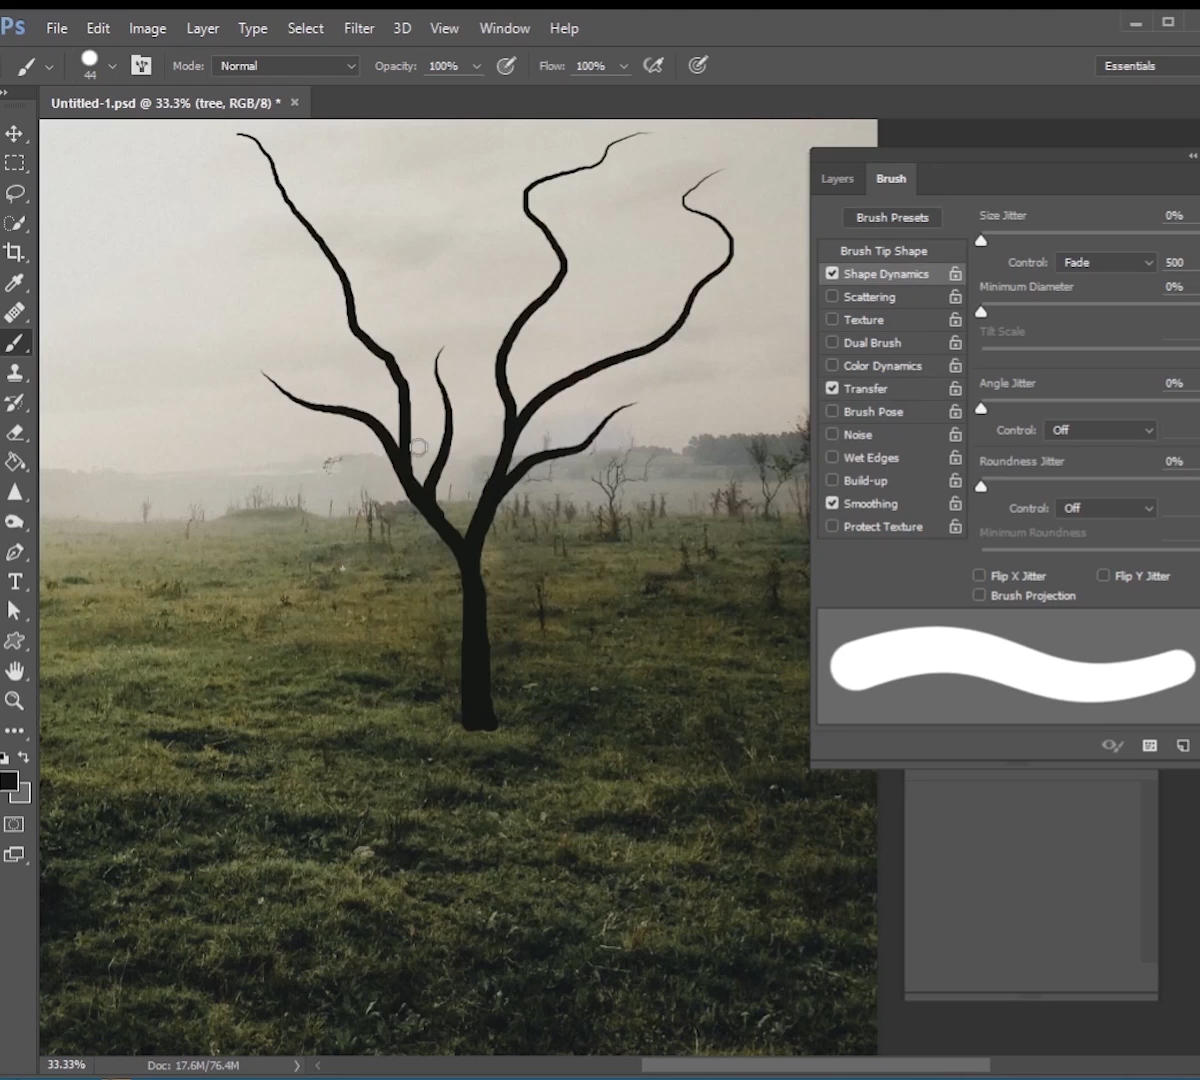 Ps File Edit Image Layer Type Select Filter 3D View Window Help
44 Mode: Normal Opacity: 100% Flow: 100% Essentials
Untitled-1.psd @ 33.3% (tree, RGB/8) * ×
Layers Brush
Brush Presets
Brush Tip Shape
Shape Dynamics
Scattering
Texture
Dual Brush
Color Dynamics
Transfer
Brush Pose
Noise
Wet Edges
Build-up
Smoothing
Protect Texture
Size Jitter 0%
Control: Fade 500
Minimum Diameter 0%
Tilt Scale
Angle Jitter 0%
Control: Off
Roundness Jitter 0%
Control: Off
Minimum Roundness
Flip X Jitter Flip Y Jitter
Brush Projection
33.33% Doc: 17.6M/76.4M